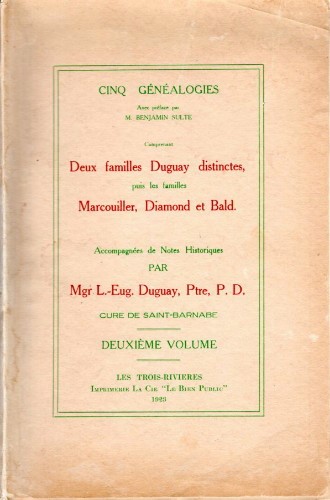 CINQ GÉNÉALOGIES
Avec préface par
M. BENJAMIN SULTE
Comprenant
Deux familles Duguay distinctes,
puis les familles
Marcouiller, Diamond et Bald.
Accompagnées de Notes Historiques
PAR
Mgr L.-Eug. Duguay, Ptre, P. D.
CURE DE SAINT-BARNABE
DEUXIÈME VOLUME
LES TROIS-RIVIERES
IMPRIMERIE LA CIE "LE BIEN PUBLIC"
1923